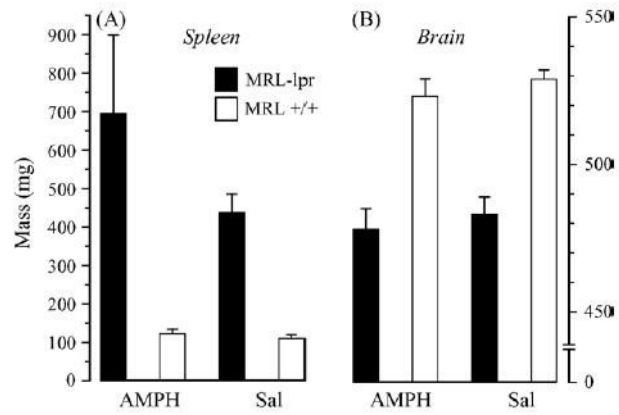 (A)
Spleen
(B)
Brain
MRL-lpr
MRL +/+
Mass (mg)
900
800
700
600
500
400
300
200
100
0
550
500
450
0
AMPH
Sal
AMPH
Sal